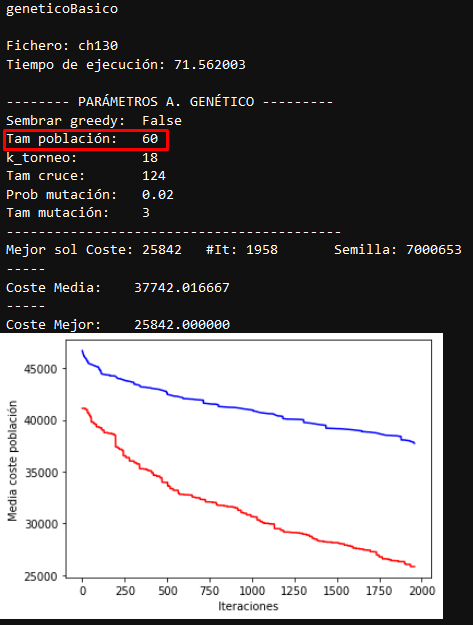 geneticoBasico
Fichero: ch130
Tiempo de ejecución: 71.562003
-------- PARÁMETROS A. GENÉTICO ---------
Sembrar greedy: False
Tam población: 60
k_torneo: 18
Tam cruce: 124
Prob mutación: 0.02
Tam mutación: 3
-----------------------------------------
Mejor sol Coste: 25842 #It: 1958 Semilla: 7000653
-----
Coste Media: 37742.016667
-----
Coste Mejor: 25842.000000
Media coste población
45000
40000
35000
30000
25000
0 250 500 750 1000 1250 1500 1750 2000
Iteraciones